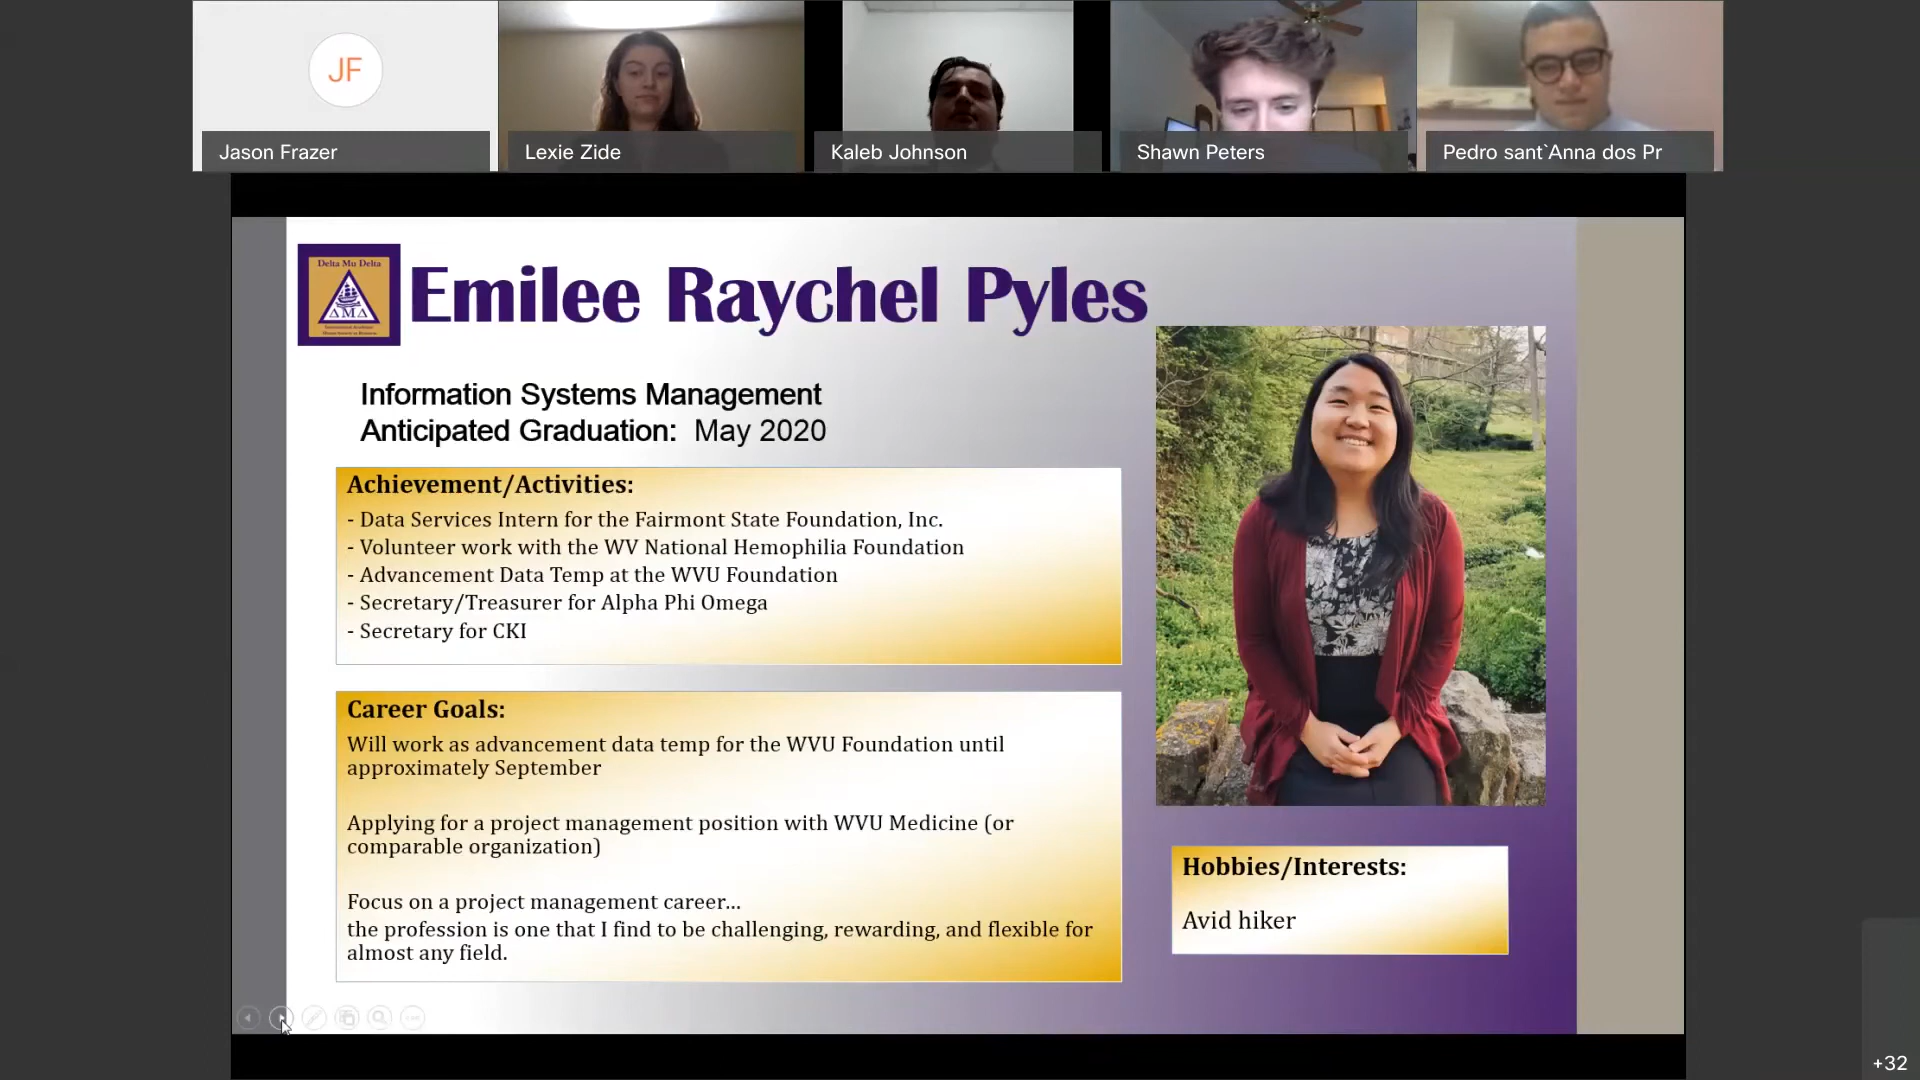 JF
Jason Frazer
Lexie Zide
Kaleb Johnson
Shawn Peters
Pedro sant`Anna dos Pr
Delta Mu Delta
ΔΜΔ
Emilee Raychel Pyles
Information Systems Management
Anticipated Graduation: May 2020
Achievement/Activities:
- Data Services Intern for the Fairmont State Foundation, Inc.
- Volunteer work with the WV National Hemophilia Foundation
- Advancement Data Temp at the WVU Foundation
- Secretary/Treasurer for Alpha Phi Omega
- Secretary for CKI
Career Goals:
Will work as advancement data temp for the WVU Foundation until
approximately September
Applying for a project management position with WVU Medicine (or
comparable organization)
Focus on a project management career...
the profession is one that I find to be challenging, rewarding, and flexible for
almost any field.
Hobbies/Interests:
Avid hiker
+32